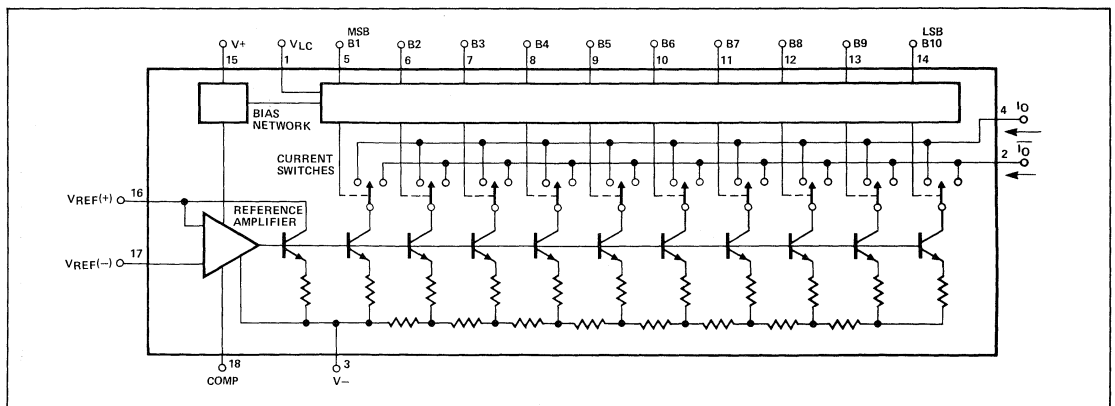 MSB
LSB
V+
VLC
B1
B2
B3
B4
B5
B6
B7
B8
B9
B10
15
1
5
6
7
8
9
10
11
12
13
14
BIAS
NETWORK
4
IO
CURRENT
SWITCHES
2
IO
VREF(+)
16
REFERENCE
AMPLIFIER
VREF(−)
17
18
COMP
3
V−